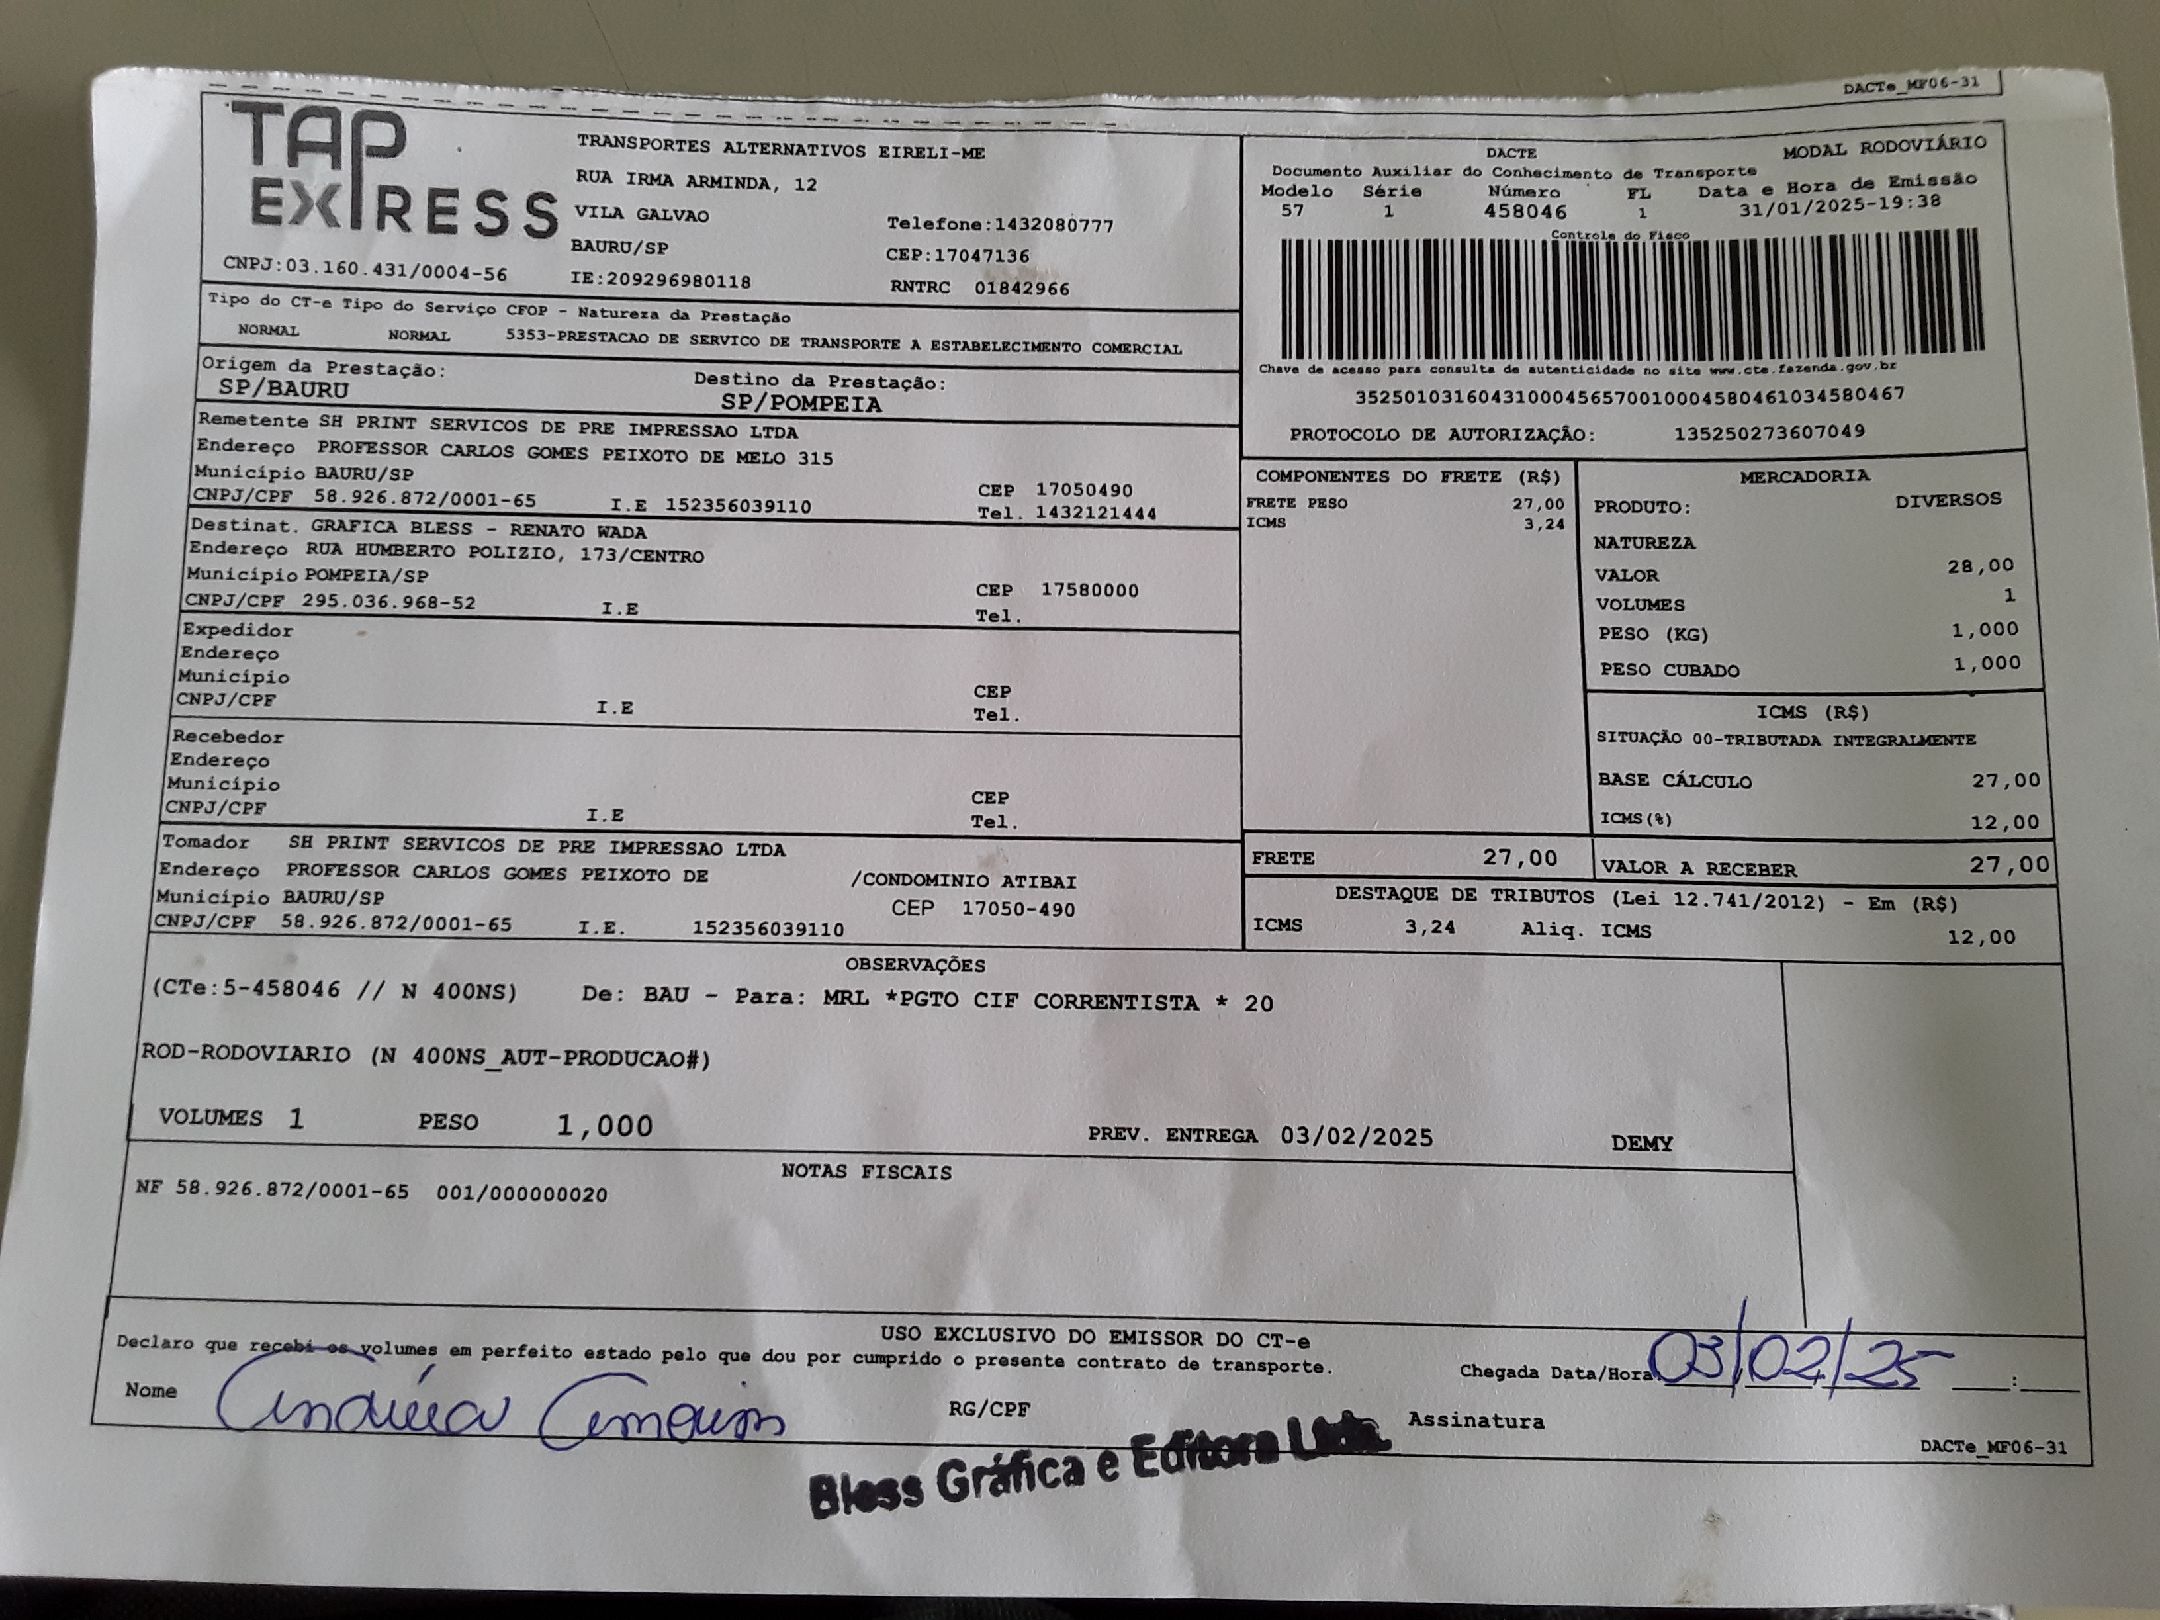 DACTe_MF06-31
TAP EXPRESS
CNPJ:03.160.431/0004-56
TRANSPORTES ALTERNATIVOS EIRELI-ME
RUA IRMA ARMINDA, 12
VILA GALVAO Telefone:1432080777
BAURU/SP CEP:17047136
IE:209296980118 RNTRC 01842966
DACTE MODAL RODOVIÁRIO
Documento Auxiliar do Conhecimento de Transporte
Modelo Série Número FL Data e Hora de Emissão
57 1 458046 1 31/01/2025-19:38
Controle do Fisco
Chave de acesso para consulta de autenticidade no site www.cte.fazenda.gov.br
35250103160431000456570010004580461034580467
PROTOCOLO DE AUTORIZAÇÃO: 135250273607049
Tipo do CT-e Tipo do Serviço CFOP - Natureza da Prestação
NORMAL NORMAL 5353-PRESTACAO DE SERVICO DE TRANSPORTE A ESTABELECIMENTO COMERCIAL
Origem da Prestação: Destino da Prestação:
SP/BAURU SP/POMPEIA
Remetente SH PRINT SERVICOS DE PRE IMPRESSAO LTDA
Endereço PROFESSOR CARLOS GOMES PEIXOTO DE MELO 315
Município BAURU/SP CEP 17050490
CNPJ/CPF 58.926.872/0001-65 I.E 152356039110 Tel. 1432121444
Destinat. GRAFICA BLESS - RENATO WADA
Endereço RUA HUMBERTO POLIZIO, 173/CENTRO
Município POMPEIA/SP CEP 17580000
CNPJ/CPF 295.036.968-52 I.E Tel.
Expedidor
Endereço
Município CEP
CNPJ/CPF I.E Tel.
Recebedor
Endereço
Município CEP
CNPJ/CPF I.E Tel.
Tomador SH PRINT SERVICOS DE PRE IMPRESSAO LTDA
Endereço PROFESSOR CARLOS GOMES PEIXOTO DE /CONDOMINIO ATIBAI
Município BAURU/SP CEP 17050-490
CNPJ/CPF 58.926.872/0001-65 I.E. 152356039110
COMPONENTES DO FRETE (R$)
FRETE PESO 27,00
ICMS 3,24
MERCADORIA
PRODUTO: DIVERSOS
NATUREZA
VALOR 28,00
VOLUMES 1
PESO (KG) 1,000
PESO CUBADO 1,000
ICMS (R$)
SITUAÇÃO 00-TRIBUTADA INTEGRALMENTE
BASE CÁLCULO 27,00
ICMS(%) 12,00
FRETE 27,00 VALOR A RECEBER 27,00
DESTAQUE DE TRIBUTOS (Lei 12.741/2012) - Em (R$)
ICMS 3,24 Aliq. ICMS 12,00
OBSERVAÇÕES
(CTe:5-458046 // N 400NS) De: BAU - Para: MRL *PGTO CIF CORRENTISTA * 20
ROD-RODOVIARIO (N 400NS_AUT-PRODUCAO#)
VOLUMES 1 PESO 1,000 PREV. ENTREGA 03/02/2025 DEMY
NOTAS FISCAIS
NF 58.926.872/0001-65 001/000000020
USO EXCLUSIVO DO EMISSOR DO CT-e
Declaro que recebi os volumes em perfeito estado pelo que dou por cumprido o presente contrato de transporte.
Chegada Data/Hora 03/02/25 __:__
Nome Andréia RG/CPF Assinatura
DACTe_MF06-31
Bless Gráfica e Editora Ltda.